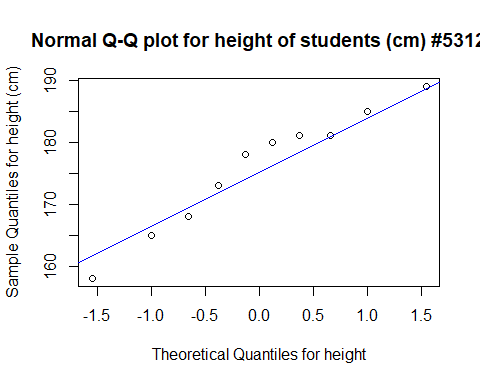 Normal Q-Q plot for height of students (cm) #5312
Sample Quantiles for height (cm)
190
180
170
160
-1.5 -1.0 -0.5 0.0 0.5 1.0 1.5
Theoretical Quantiles for height